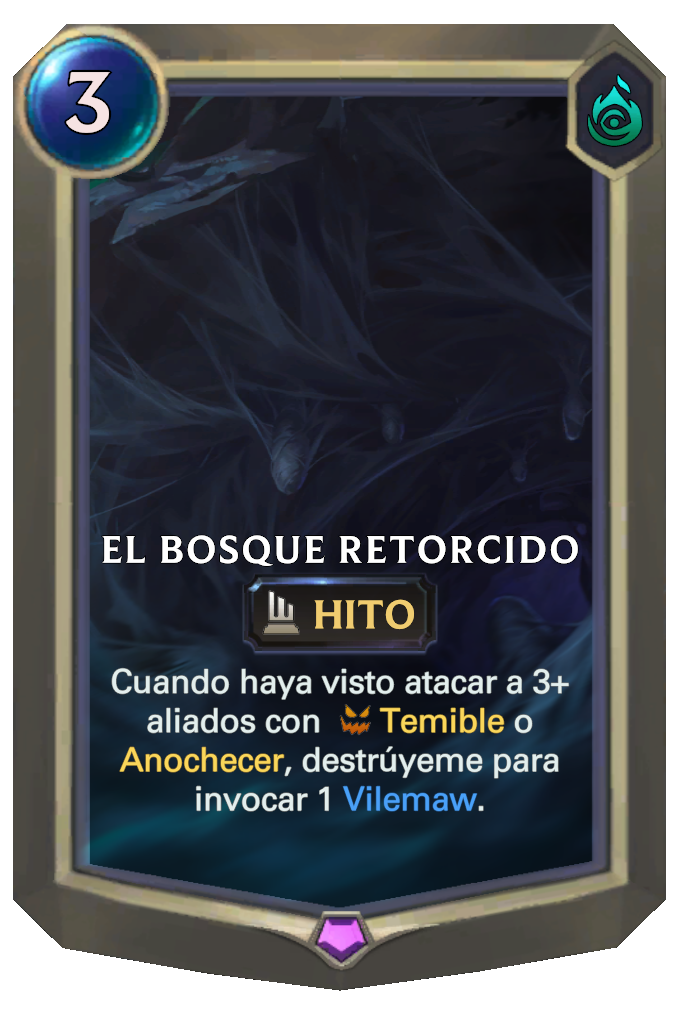 3
EL BOSQUE RETORCIDO
HITO
Cuando haya visto atacar a 3+
aliados con Temible o
Anochecer, destrúyeme para
invocar 1 Vilemaw.